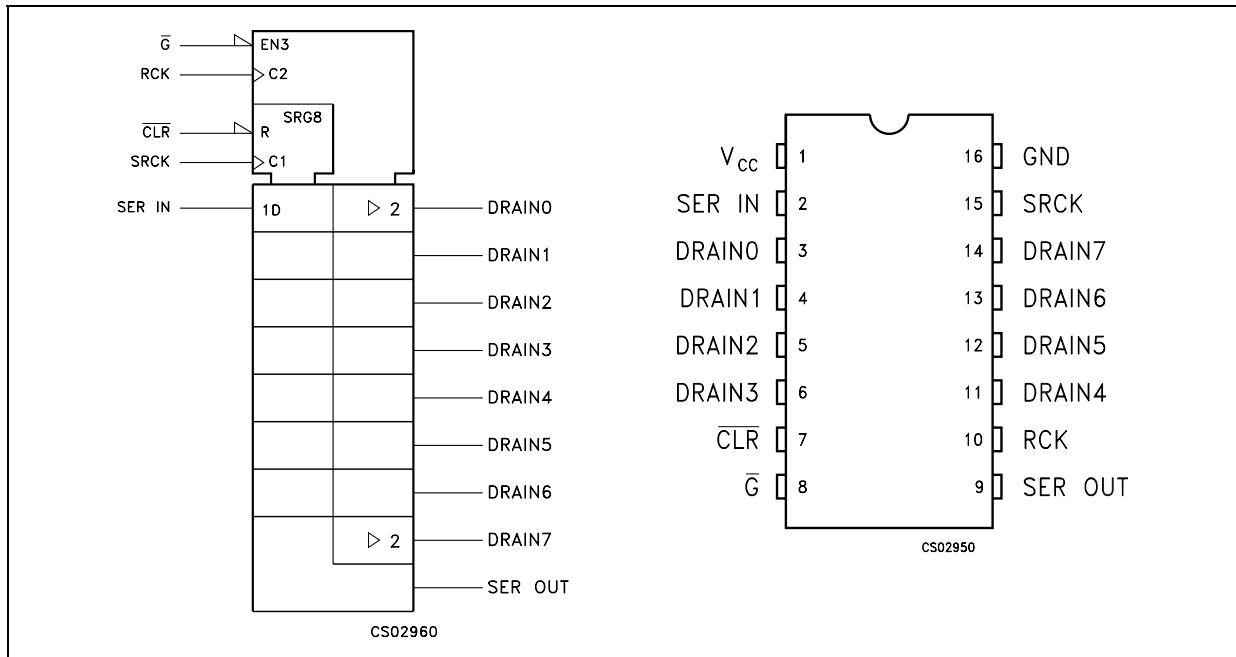 G̅
EN3
RCK
C2
SRG8
C̅L̅R̅
R
SRCK
C1
SER IN
1D
2
DRAIN0
DRAIN1
DRAIN2
DRAIN3
DRAIN4
DRAIN5
DRAIN6
2
DRAIN7
SER OUT
CS02960
VCC 1 16 GND
SER IN 2 15 SRCK
DRAIN0 3 14 DRAIN7
DRAIN1 4 13 DRAIN6
DRAIN2 5 12 DRAIN5
DRAIN3 6 11 DRAIN4
C̅L̅R̅ 7 10 RCK
G̅ 8 9 SER OUT
CS02950